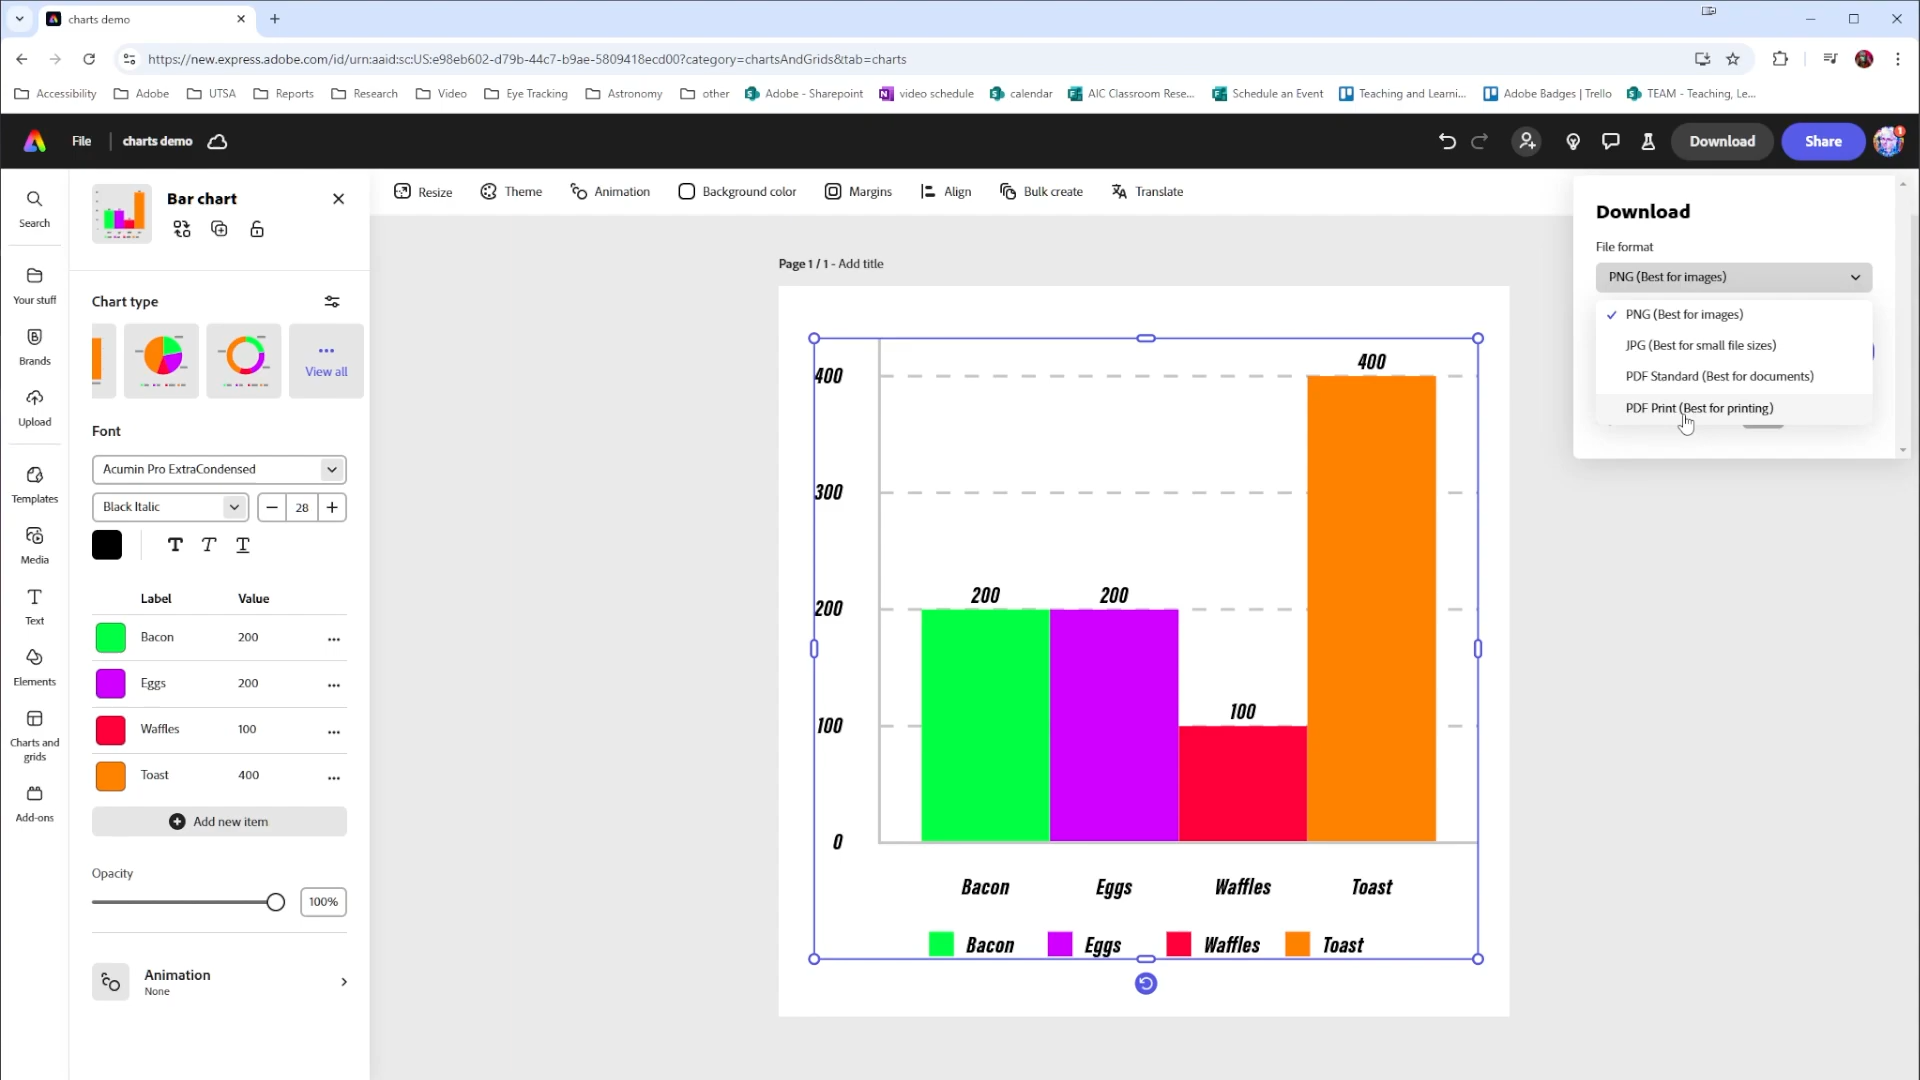 charts demo
https://new.express.adobe.com/id/urn:aaid:sc:US:e98eb602-d79b-44c7-b9ae-5809418ecd00?category=chartsAndGrids&tab=charts
Accessibility
Adobe
UTSA
Reports
Research
Video
Eye Tracking
Astronomy
other
Adobe - Sharepoint
video schedule
calendar
AIC Classroom Rese...
Schedule an Event
Teaching and Learni...
Adobe Badges | Trello
TEAM - Teaching, Le...
File
charts demo
Download
Share
1
Search
Your stuff
Brands
Upload
Templates
Media
Text
Elements
Charts and
grids
Add-ons
Bar chart
Chart type
View all
Font
Acumin Pro ExtraCondensed
Black Italic
28
Label Value
Bacon 200
Eggs 200
Waffles 100
Toast 400
Add new item
Opacity
100%
Animation
None
Resize
Theme
Animation
Background color
Margins
Align
Bulk create
Translate
Page 1 / 1 - Add title
400
400
300
200
200
200
100
100
0
Bacon Eggs Waffles Toast
Bacon Eggs Waffles Toast
Download
File format
PNG (Best for images)
PNG (Best for images)
JPG (Best for small file sizes)
PDF Standard (Best for documents)
PDF Print (Best for printing)